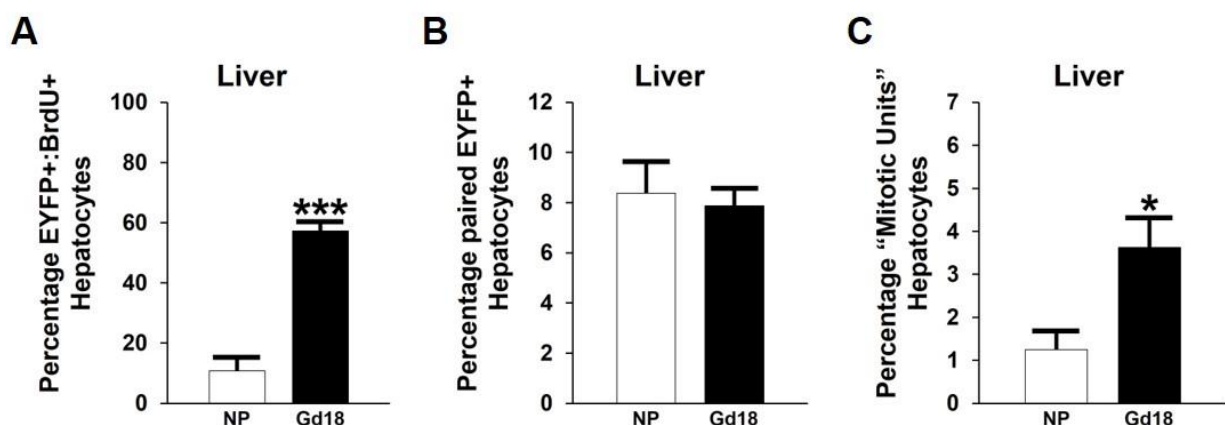 A
Liver
Percentage EYFP+:BrdU+
Hepatocytes
100
80
60
40
20
0
***
NP
Gd18
B
Liver
Percentage paired EYFP+
Hepatocytes
12
10
8
6
4
2
0
NP
Gd18
C
Liver
Percentage “Mitotic Units”
Hepatocytes
7
6
5
4
3
2
1
0
*
NP
Gd18